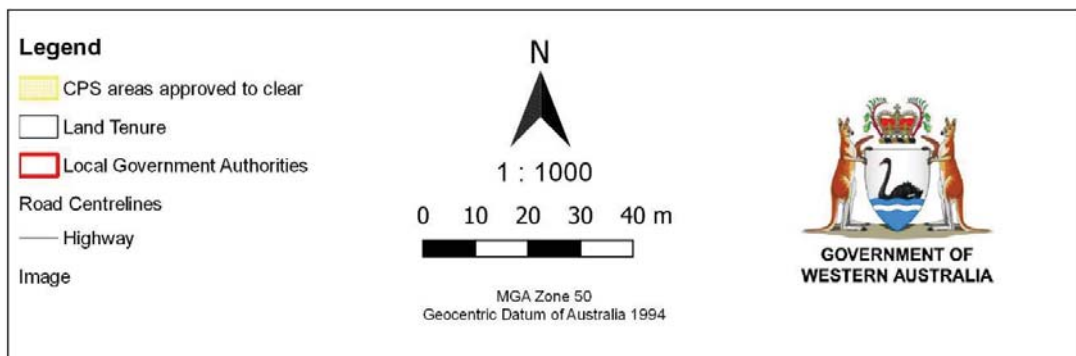 Legend
CPS areas approved to clear
Land Tenure
Local Government Authorities
Road Centrelines
Highway
Image
N
1 : 1000
0 10 20 30 40 m
MGA Zone 50
Geocentric Datum of Australia 1994
GOVERNMENT OF
WESTERN AUSTRALIA